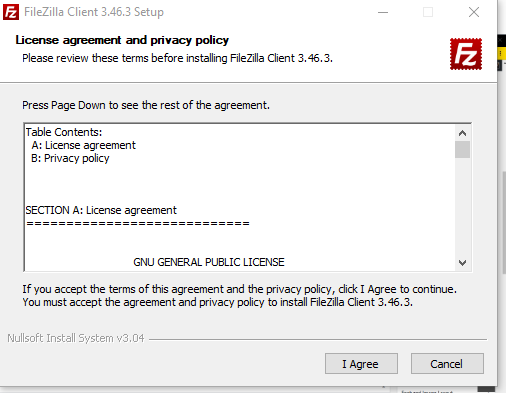 FileZilla Client 3.46.3 Setup
License agreement and privacy policy
Please review these terms before installing FileZilla Client 3.46.3.
Press Page Down to see the rest of the agreement.
Table Contents:
A: License agreement
B: Privacy policy
SECTION A: License agreement
============================
GNU GENERAL PUBLIC LICENSE
If you accept the terms of this agreement and the privacy policy, click I Agree to continue.
You must accept the agreement and privacy policy to install FileZilla Client 3.46.3.
Nullsoft Install System v3.04
I Agree
Cancel